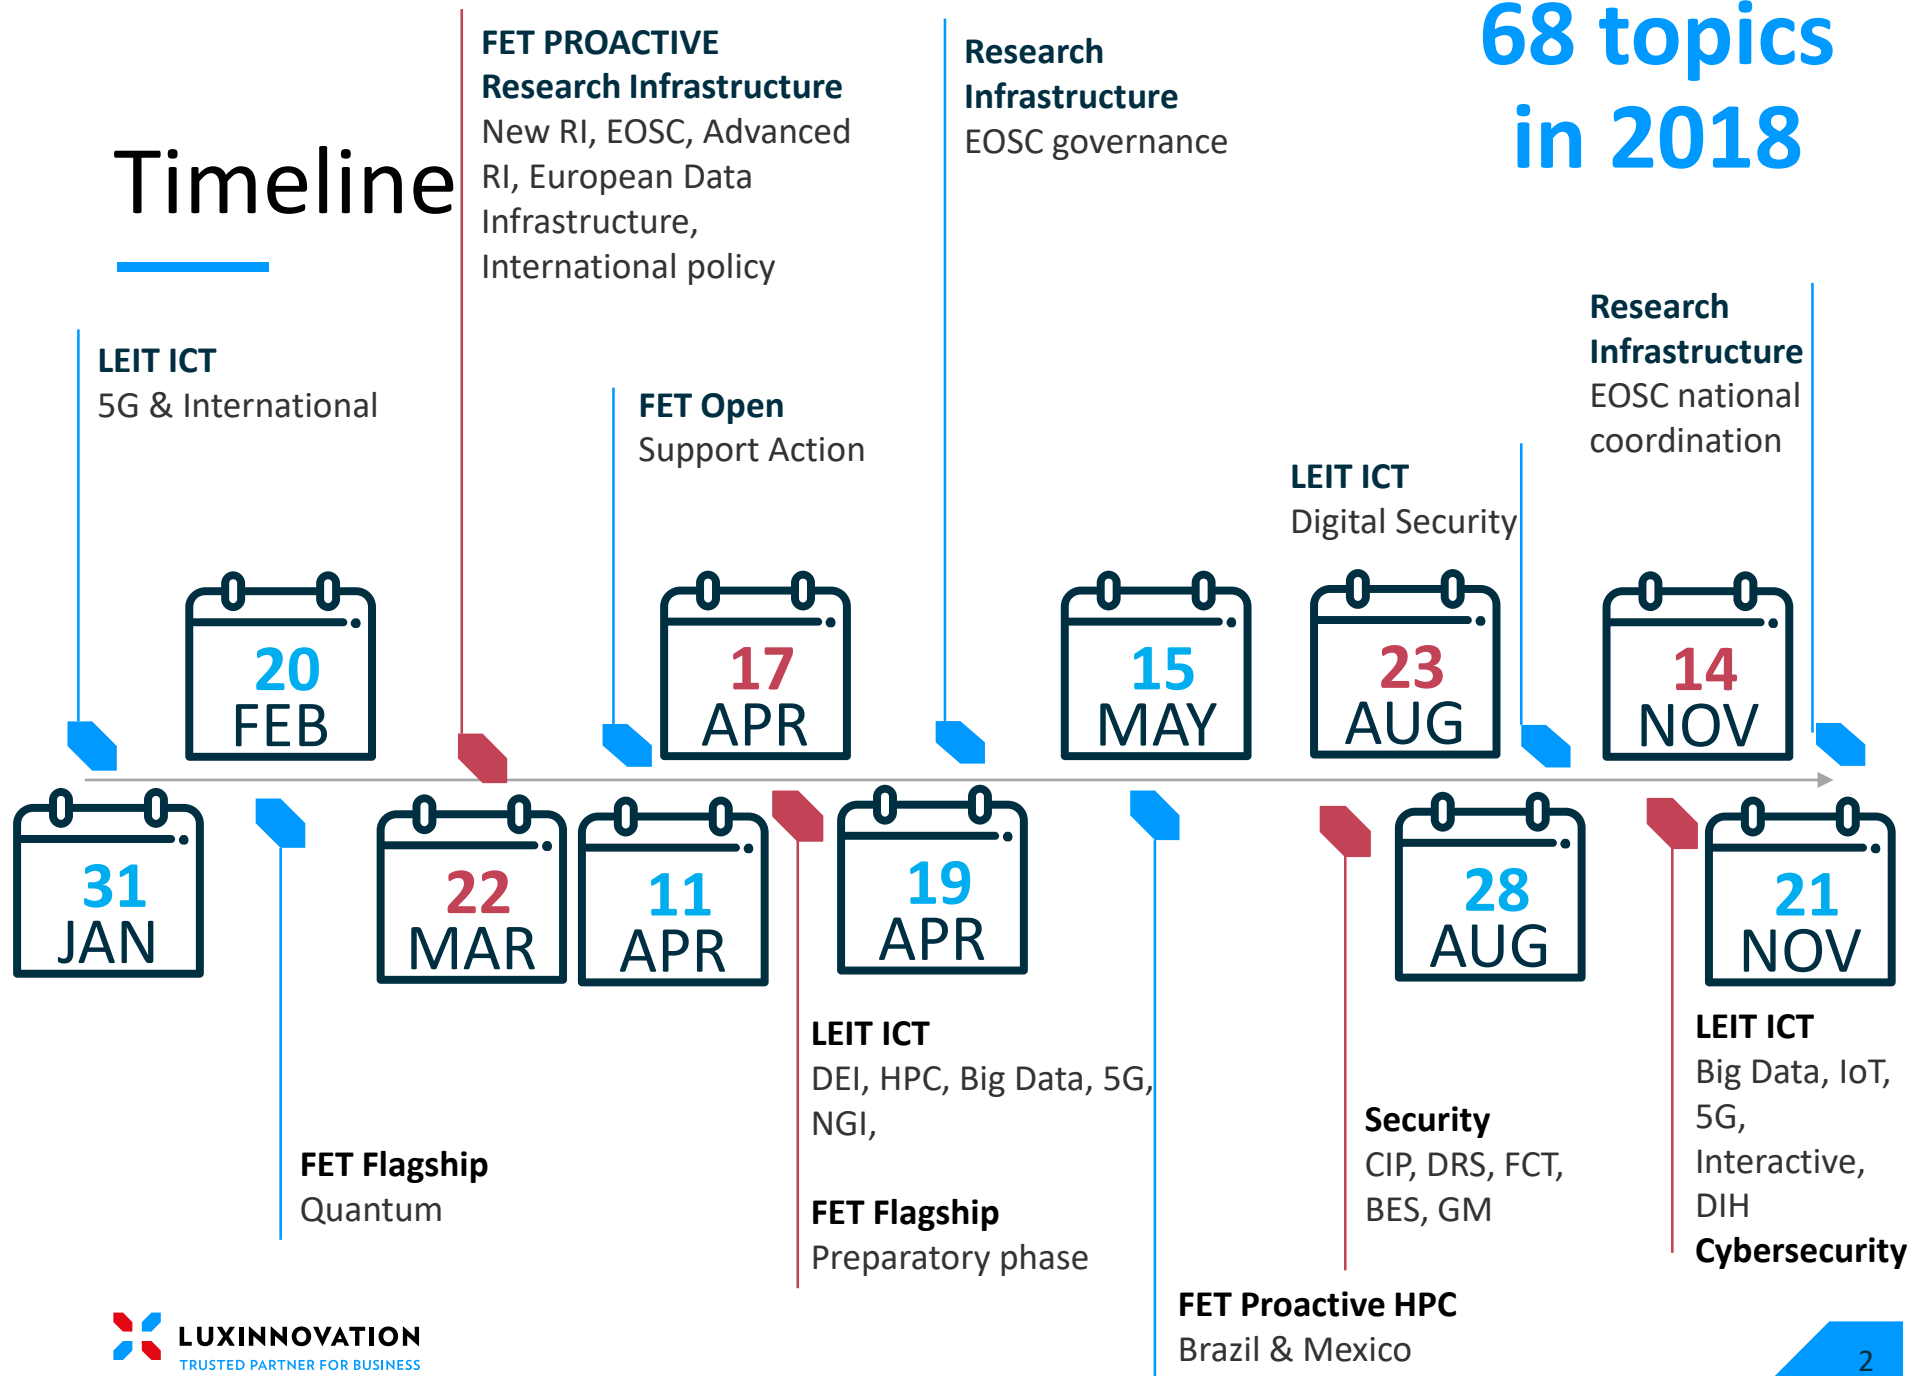 68 topics
in 2018
Timeline
FET PROACTIVE
Research Infrastructure
New RI, EOSC, Advanced
RI, European Data
Infrastructure,
International policy
Research
Infrastructure
EOSC governance
LEIT ICT
5G & International
FET Open
Support Action
LEIT ICT
Digital Security
Research
Infrastructure
EOSC national
coordination
20
FEB
17
APR
15
MAY
23
AUG
14
NOV
31
JAN
22
MAR
11
APR
19
APR
28
AUG
21
NOV
FET Flagship
Quantum
LEIT ICT
DEI, HPC, Big Data, 5G,
NGI,
FET Flagship
Preparatory phase
FET Proactive HPC
Brazil & Mexico
Security
CIP, DRS, FCT,
BES, GM
LEIT ICT
Big Data, IoT,
5G,
Interactive,
DIH
Cybersecurity
LUXINNOVATION
TRUSTED PARTNER FOR BUSINESS
2